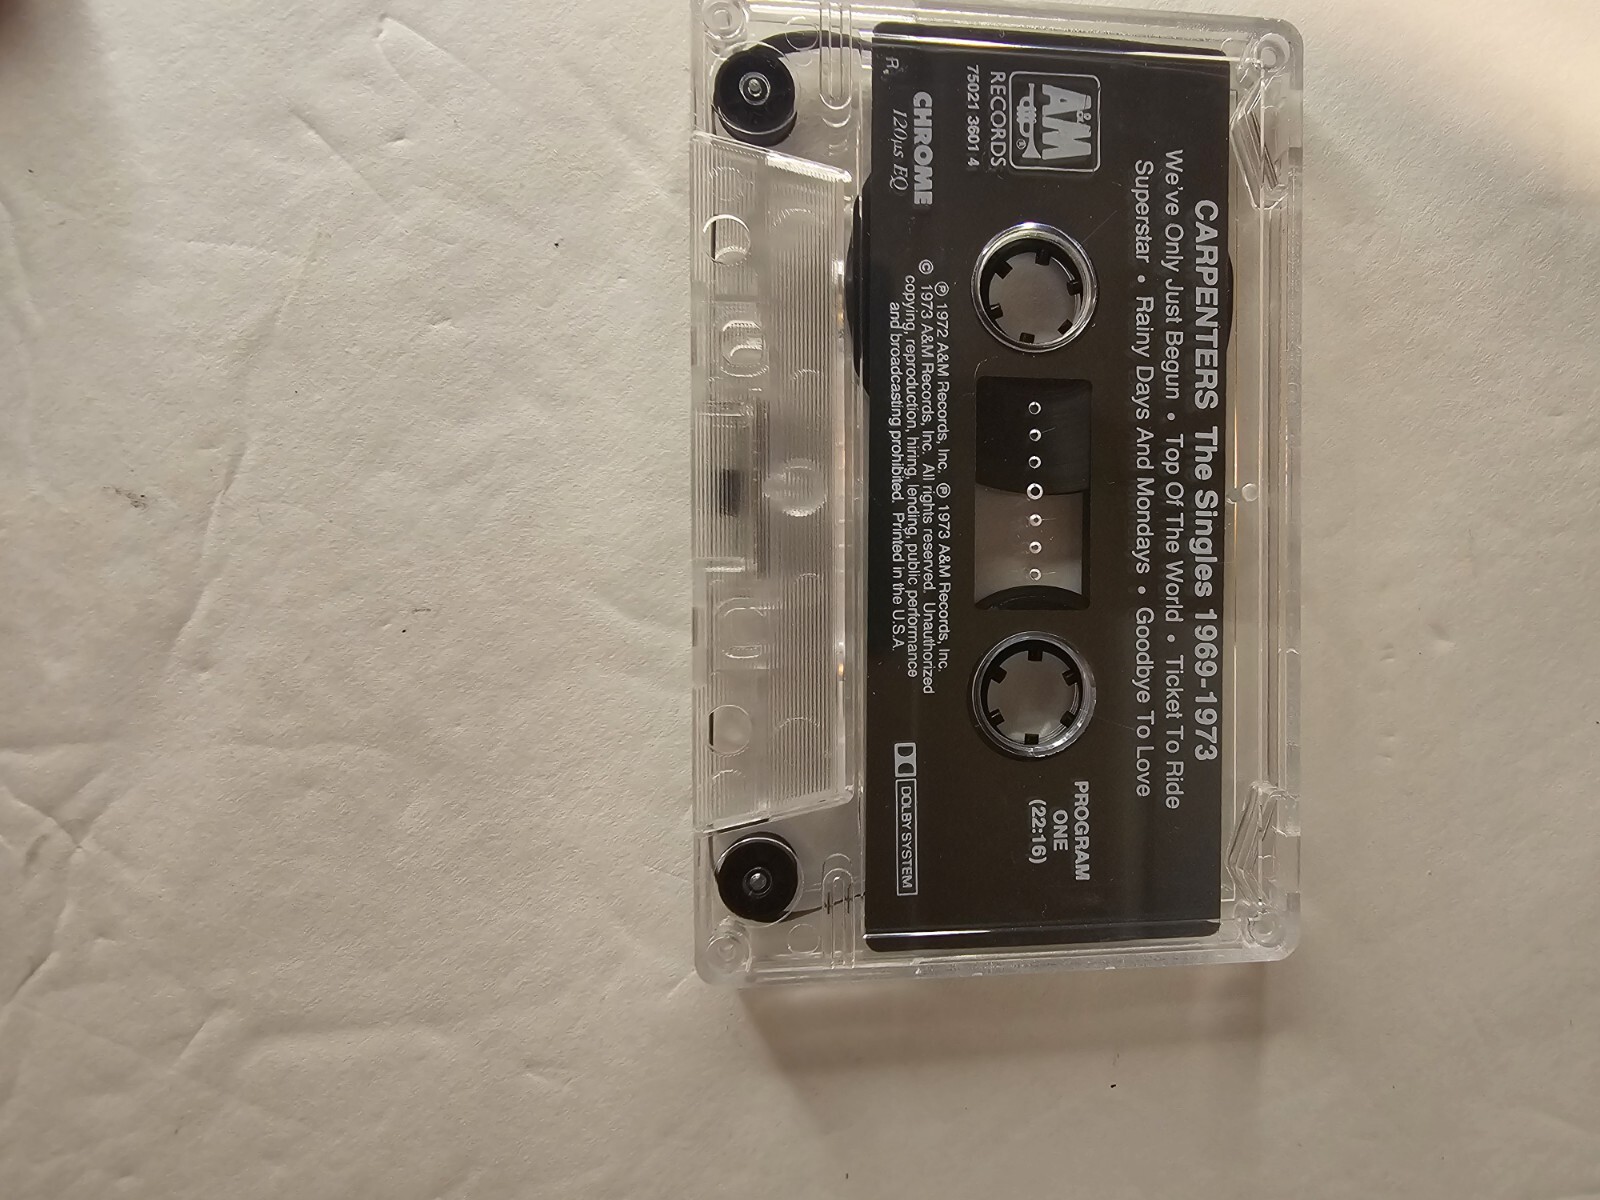 CARPENTERS The Singles 1969-1973
We've Only Just Begun • Top Of The World • Ticket To Ride
Superstar • Rainy Days And Mondays • Goodbye To Love
A&M
®
RECORDS
75021 3601 4
PROGRAM
ONE
(22:16)
CHROME
120µs EQ
R,
℗ 1972 A&M Records, Inc. ℗ 1973 A&M Records, Inc.
© 1973 A&M Records, Inc. All rights reserved. Unauthorized
copying, reproduction, hiring, lending, public performance
and broadcasting prohibited. Printed in the U.S.A.
DOLBY SYSTEM